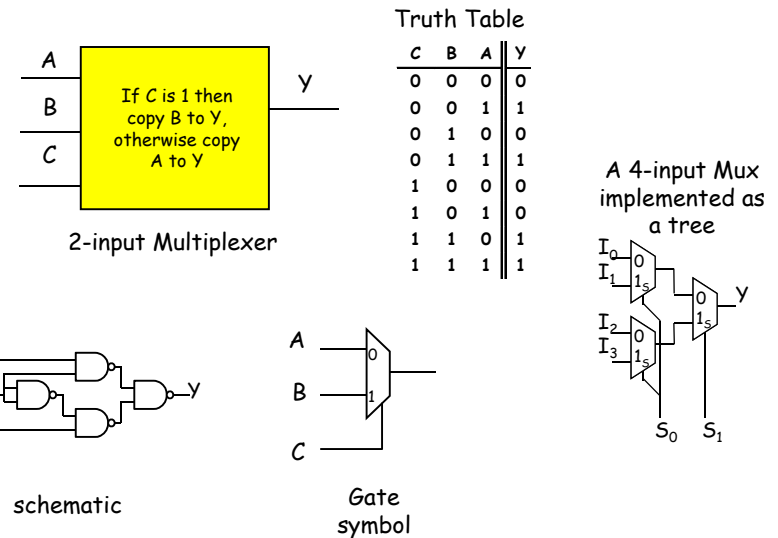 Truth Table
A
B
C
If C is 1 then
copy B to Y,
otherwise copy
A to Y
Y
2-input Multiplexer
C B A Y
0 0 0 0
0 0 1 1
0 1 0 0
0 1 1 1
1 0 0 0
1 0 1 0
1 1 0 1
1 1 1 1
A 4-input Mux
implemented as
a tree
I0
I1
0
1S
I2
I3
0
1S
0
1S
Y
S0 S1
Y
schematic
A
B
C
0
1
Gate
symbol